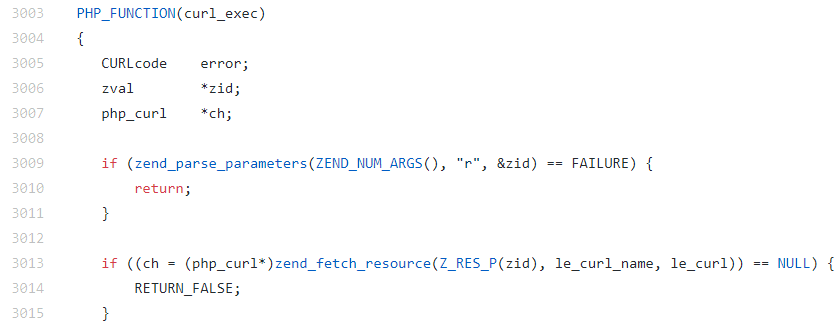 3003 PHP_FUNCTION(curl_exec)
3004 {
3005 CURLcode error;
3006 zval *zid;
3007 php_curl *ch;
3008
3009 if (zend_parse_parameters(ZEND_NUM_ARGS(), "r", &zid) == FAILURE) {
3010 return;
3011 }
3012
3013 if ((ch = (php_curl*)zend_fetch_resource(Z_RES_P(zid), le_curl_name, le_curl)) == NULL) {
3014 RETURN_FALSE;
3015 }